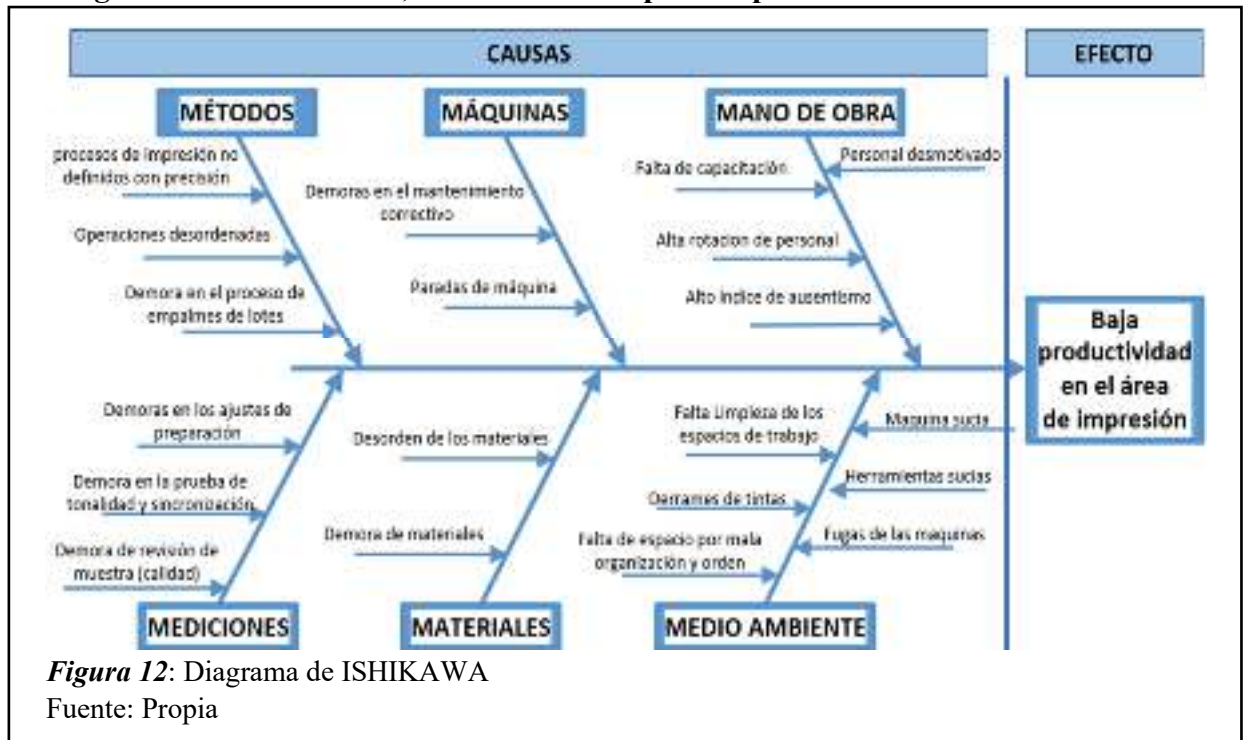 CAUSAS
EFECTO
MÉTODOS
MÁQUINAS
MANO DE OBRA
procesos de impresión no
definidos con precisión
Operaciones desordenadas
Demora en el proceso de
empalmes de lotes
Demoras en el mantenimiento
correctivo
Paradas de máquina
Personal desmotivado
Falta de capacitación
Alta rotacion de personal
Alto índice de ausentismo
Baja
productividad
en el área
de impresión
Demoras en los ajustes de
preparación
Demora en la prueba de
tonalidad y sincronización
Demora de revisión de
muestra (calidad)
Desorden de los materiales
Demora de materiales
Falta Limpieza de los
espacios de trabajo
Maquina sucia
Herramientas sucias
Derrames de tintas
Fugas de las maquinas
Falta de espacio por mala
organización y orden
MEDICIONES
MATERIALES
MEDIO AMBIENTE
Figura 12: Diagrama de ISHIKAWA
Fuente: Propia